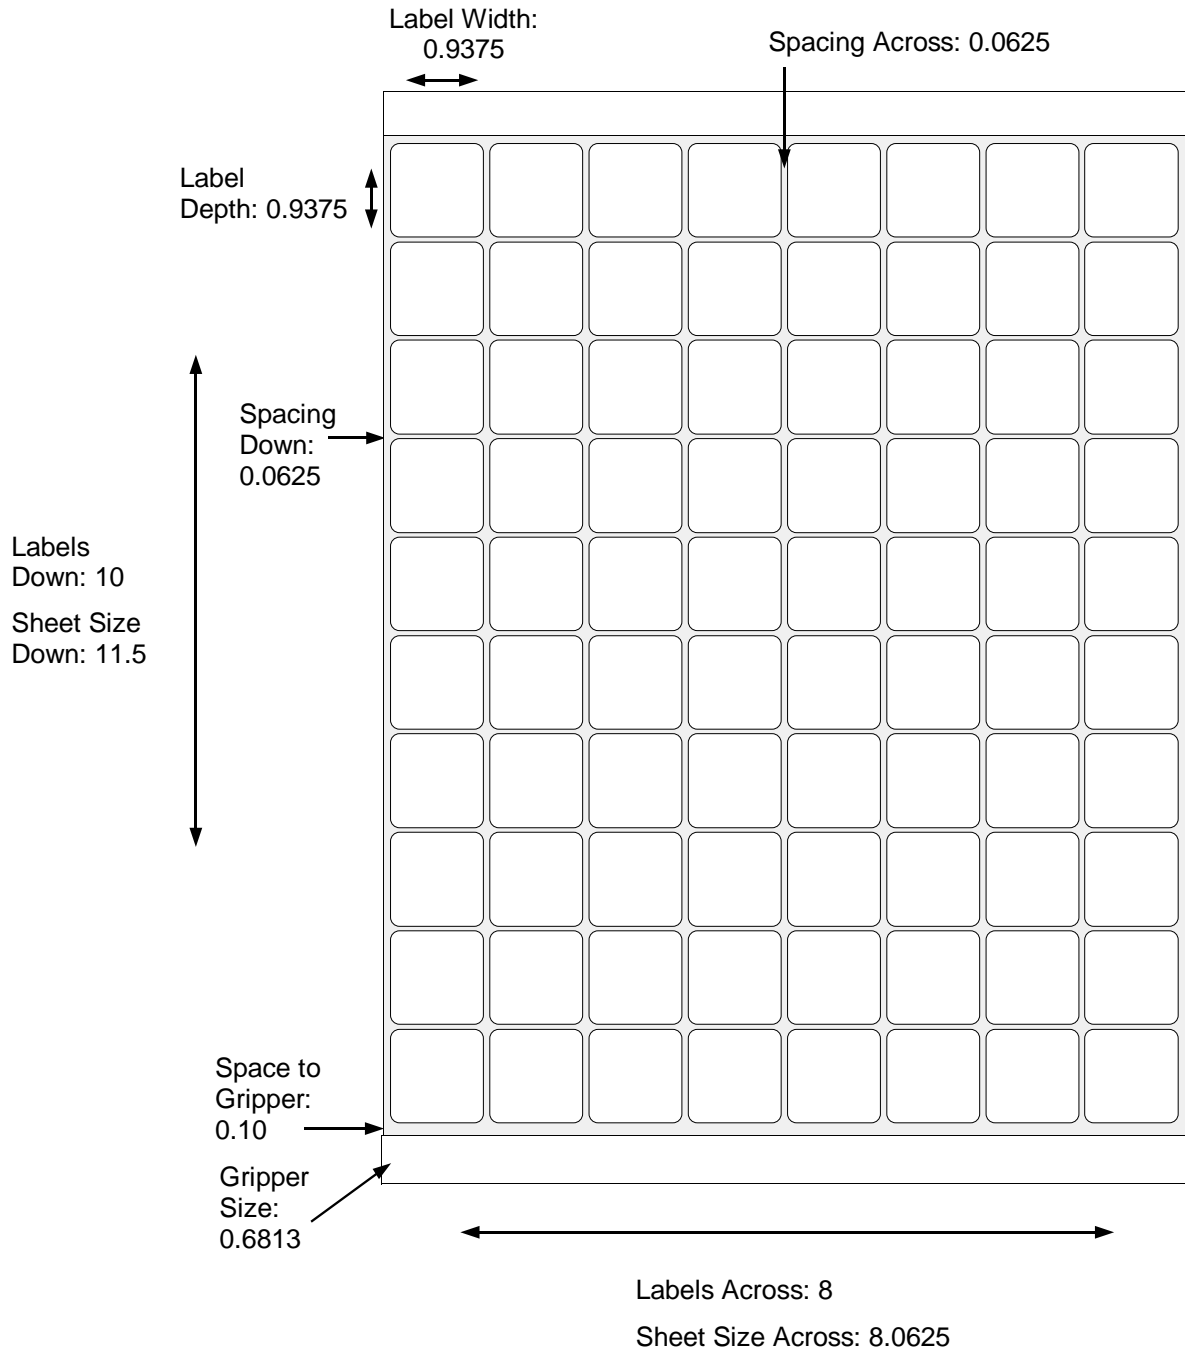 Label Width:
0.9375
Spacing Across: 0.0625
Label
Depth: 0.9375
Spacing
Down:
0.0625
Labels
Down: 10
Sheet Size
Down: 11.5
Space to
Gripper:
0.10
Gripper
Size:
0.6813
Labels Across: 8
Sheet Size Across: 8.0625